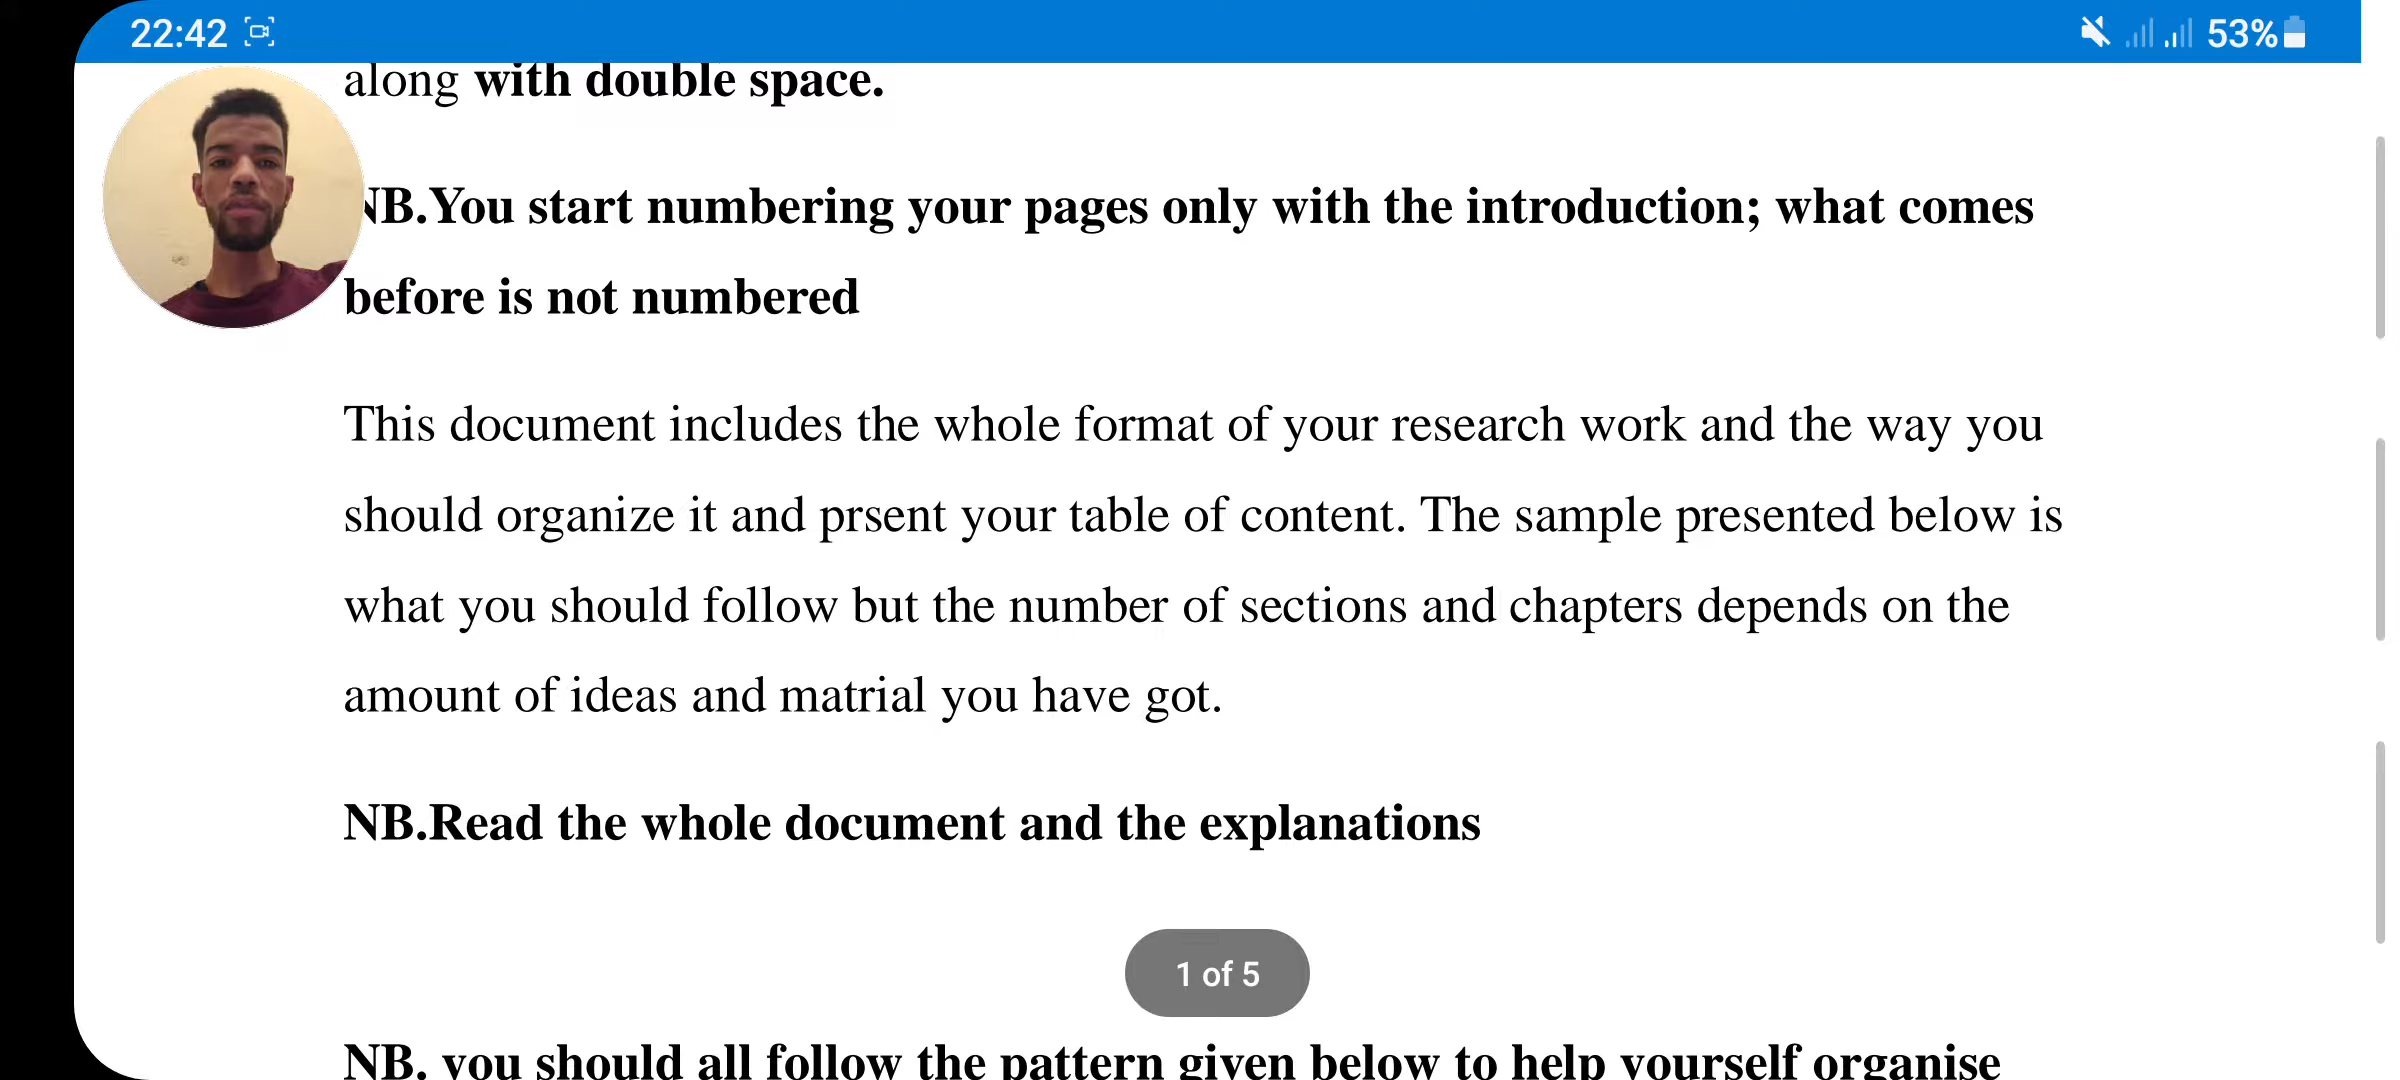 22:42 53%
along with double space.
NB.You start numbering your pages only with the introduction; what comes
before is not numbered
This document includes the whole format of your research work and the way you
should organize it and prsent your table of content. The sample presented below is
what you should follow but the number of sections and chapters depends on the
amount of ideas and matrial you have got.
NB.Read the whole document and the explanations
1 of 5
NB. you should all follow the pattern given below to help yourself organise